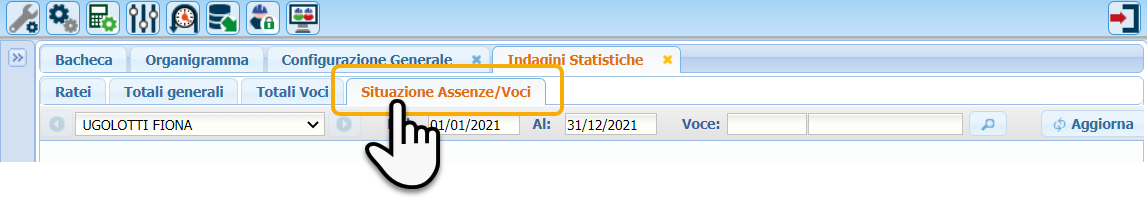 Bacheca Organigramma Configurazione Generale Indagini Statistiche
Ratei Totali generali Totali Voci Situazione Assenze/Voci
UGOLOTTI FIONA 01/01/2021 Al: 31/12/2021 Voce: Aggiorna